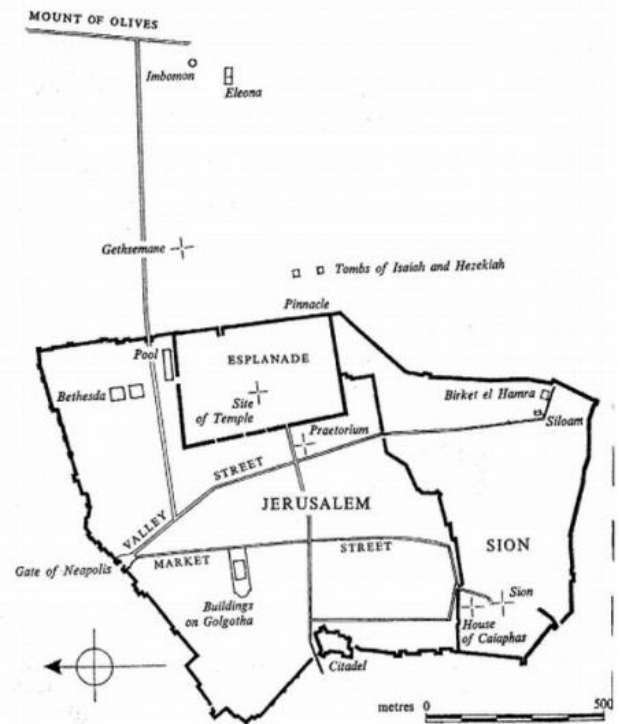 MOUNT OF OLIVES
Imbomon
Eleona
Gethsemane
Tombs of Isaiah and Hezekiah
Pinnacle
Pool
ESPLANADE
Bethesda
Site
of Temple
Birket el Hamra
Siloam
Praetorium
VALLEY STREET
JERUSALEM
SION
MARKET STREET
Gate of Neapolis
Buildings
on Golgotha
Sion
House
of Caiaphas
Citadel
metres 0 500